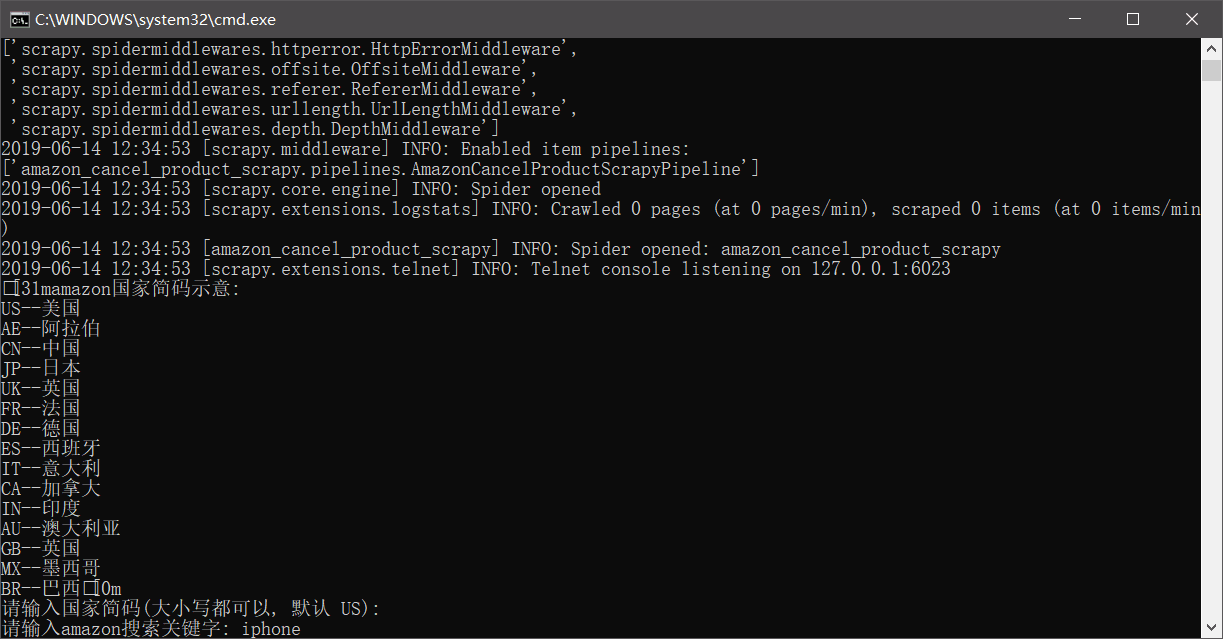 C:\WINDOWS\system32\cmd.exe
['scrapy.spidermiddlewares.httperror.HttpErrorMiddleware',
'scrapy.spidermiddlewares.offsite.OffsiteMiddleware',
'scrapy.spidermiddlewares.referer.RefererMiddleware',
'scrapy.spidermiddlewares.urllength.UrlLengthMiddleware',
'scrapy.spidermiddlewares.depth.DepthMiddleware']
2019-06-14 12:34:53 [scrapy.middleware] INFO: Enabled item pipelines:
['amazon_cancel_product_scrapy.pipelines.AmazonCancelProductScrapyPipeline']
2019-06-14 12:34:53 [scrapy.core.engine] INFO: Spider opened
2019-06-14 12:34:53 [scrapy.extensions.logstats] INFO: Crawled 0 pages (at 0 pages/min), scraped 0 items (at 0 items/min
)
2019-06-14 12:34:53 [amazon_cancel_product_scrapy] INFO: Spider opened: amazon_cancel_product_scrapy
2019-06-14 12:34:53 [scrapy.extensions.telnet] INFO: Telnet console listening on 127.0.0.1:6023
□[31mamazon国家简码示意:
US--美国
AE--阿拉伯
CN--中国
JP--日本
UK--英国
FR--法国
DE--德国
ES--西班牙
IT--意大利
CA--加拿大
IN--印度
AU--澳大利亚
GB--英国
MX--墨西哥
BR--巴西□[0m
请输入国家简码(大小写都可以, 默认 US):
请输入amazon搜索关键字: iphone